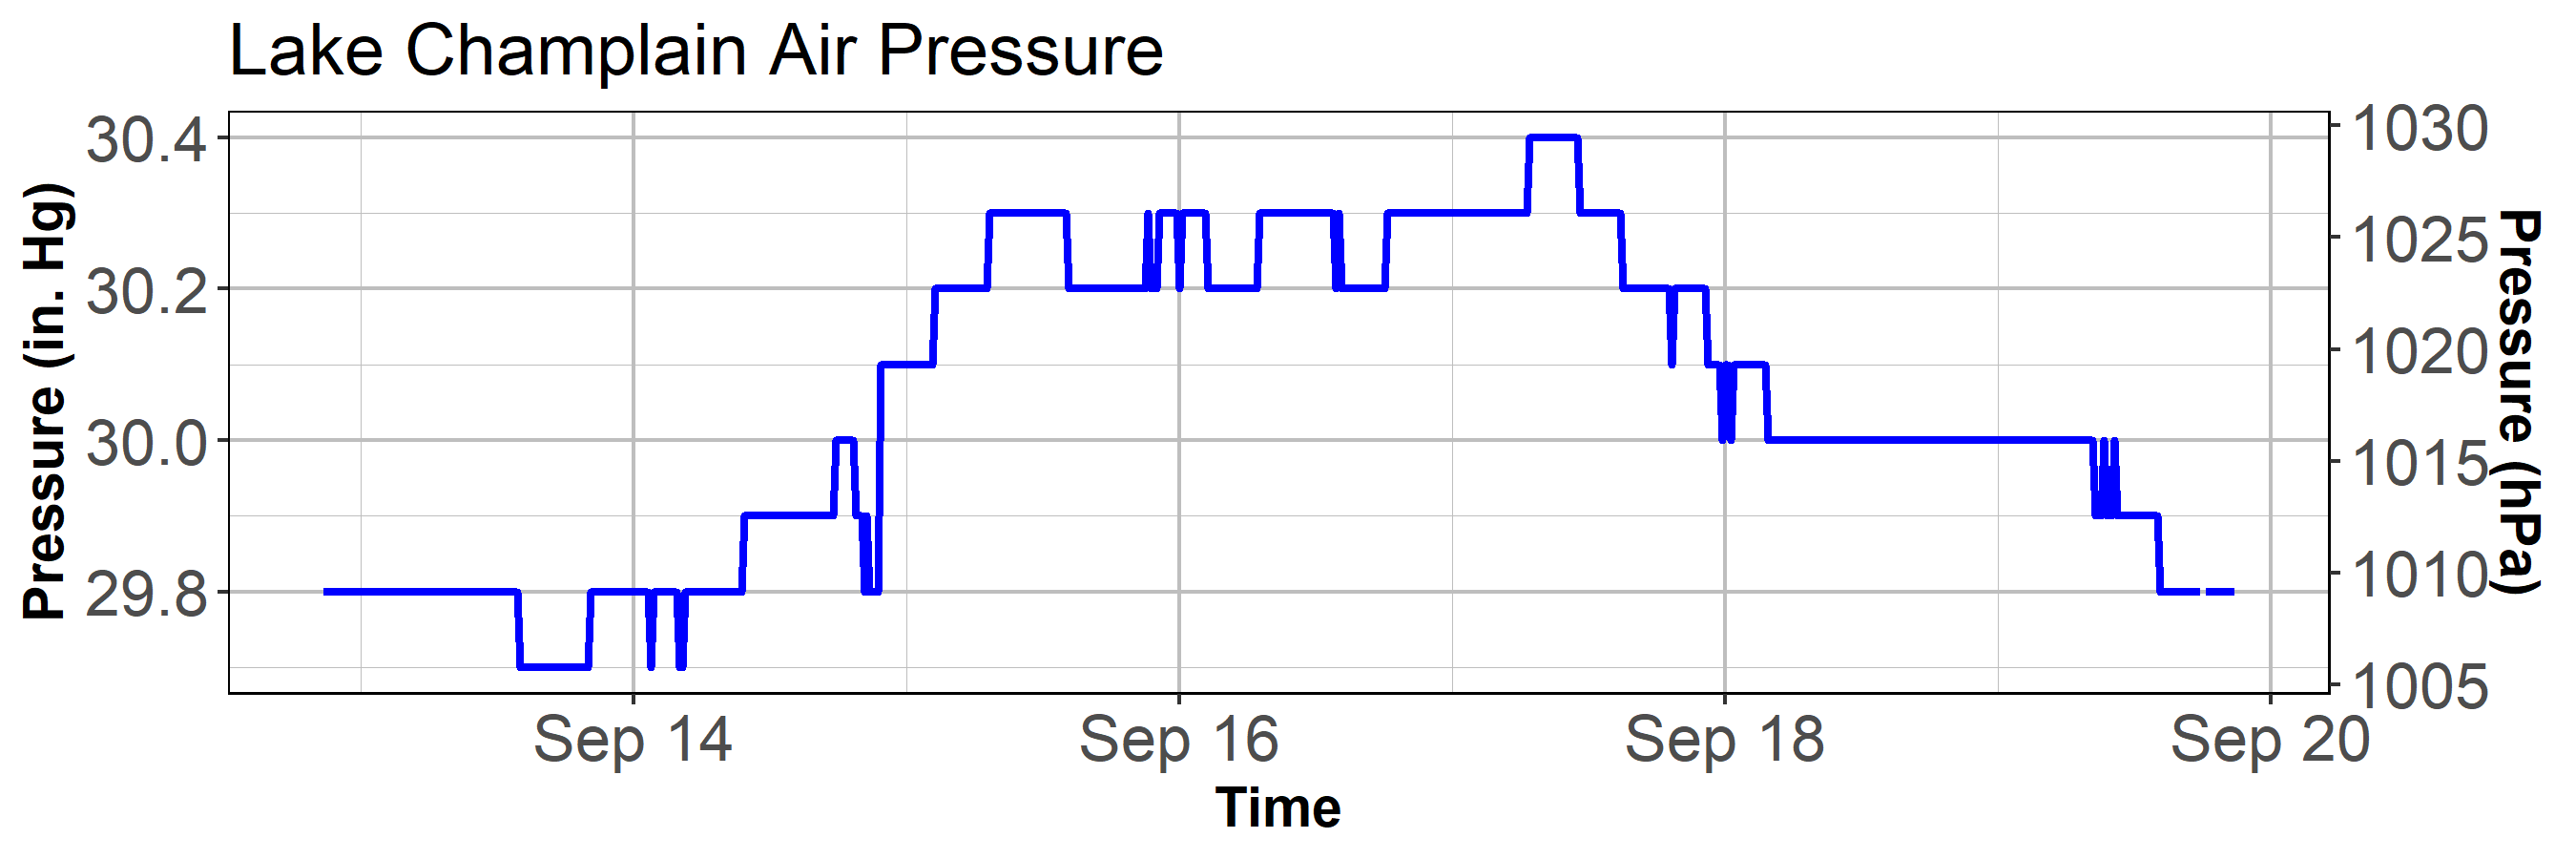 Lake Champlain Air Pressure
Pressure (in. Hg)
30.4
30.2
30.0
29.8
1030
1025
1020
1015
1010
1005
Pressure (hPa)
Sep 14 Sep 16 Sep 18 Sep 20
Time